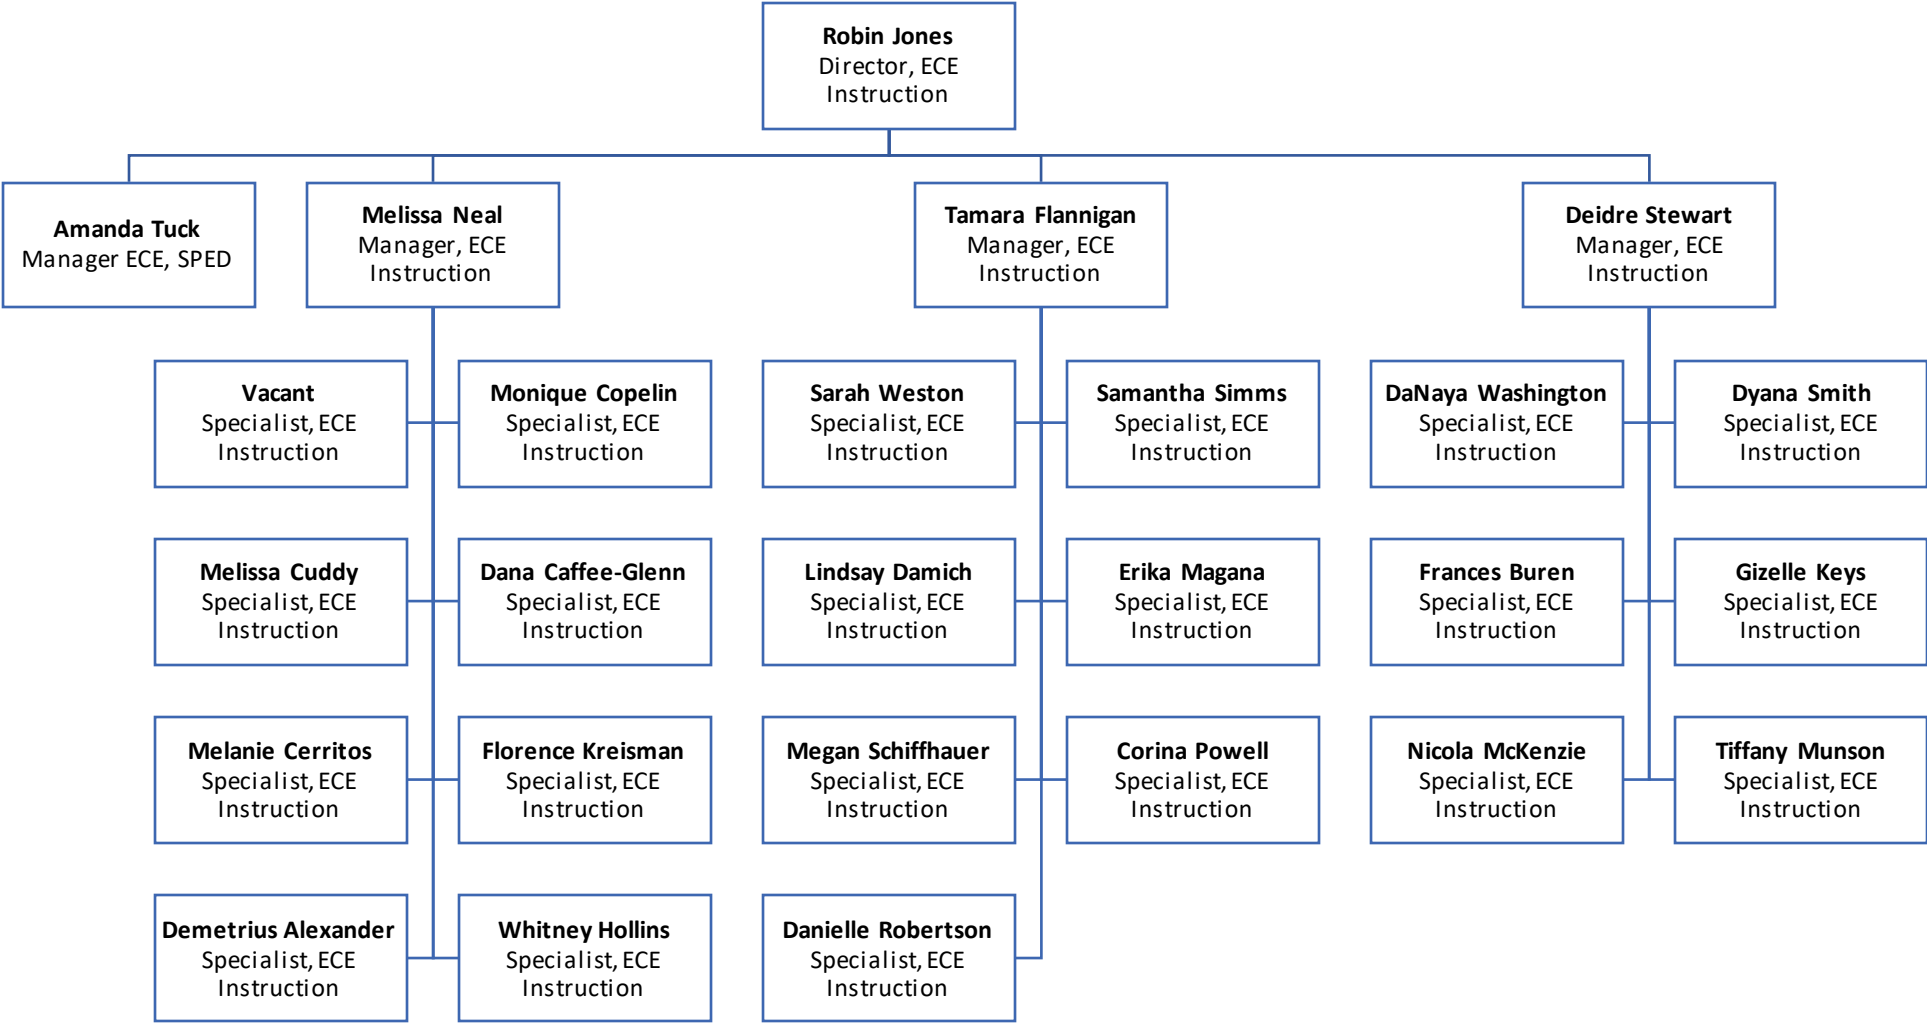 Robin Jones
Director, ECE
Instruction
Amanda Tuck
Manager ECE, SPED
Melissa Neal
Manager, ECE
Instruction
Tamara Flannigan
Manager, ECE
Instruction
Deidre Stewart
Manager, ECE
Instruction
Vacant
Specialist, ECE
Instruction
Monique Copelin
Specialist, ECE
Instruction
Sarah Weston
Specialist, ECE
Instruction
Samantha Simms
Specialist, ECE
Instruction
DaNaya Washington
Specialist, ECE
Instruction
Dyana Smith
Specialist, ECE
Instruction
Melissa Cuddy
Specialist, ECE
Instruction
Dana Caffee-Glenn
Specialist, ECE
Instruction
Lindsay Damich
Specialist, ECE
Instruction
Erika Magana
Specialist, ECE
Instruction
Frances Buren
Specialist, ECE
Instruction
Gizelle Keys
Specialist, ECE
Instruction
Melanie Cerritos
Specialist, ECE
Instruction
Florence Kreisman
Specialist, ECE
Instruction
Megan Schiffhauer
Specialist, ECE
Instruction
Corina Powell
Specialist, ECE
Instruction
Nicola McKenzie
Specialist, ECE
Instruction
Tiffany Munson
Specialist, ECE
Instruction
Demetrius Alexander
Specialist, ECE
Instruction
Whitney Hollins
Specialist, ECE
Instruction
Danielle Robertson
Specialist, ECE
Instruction